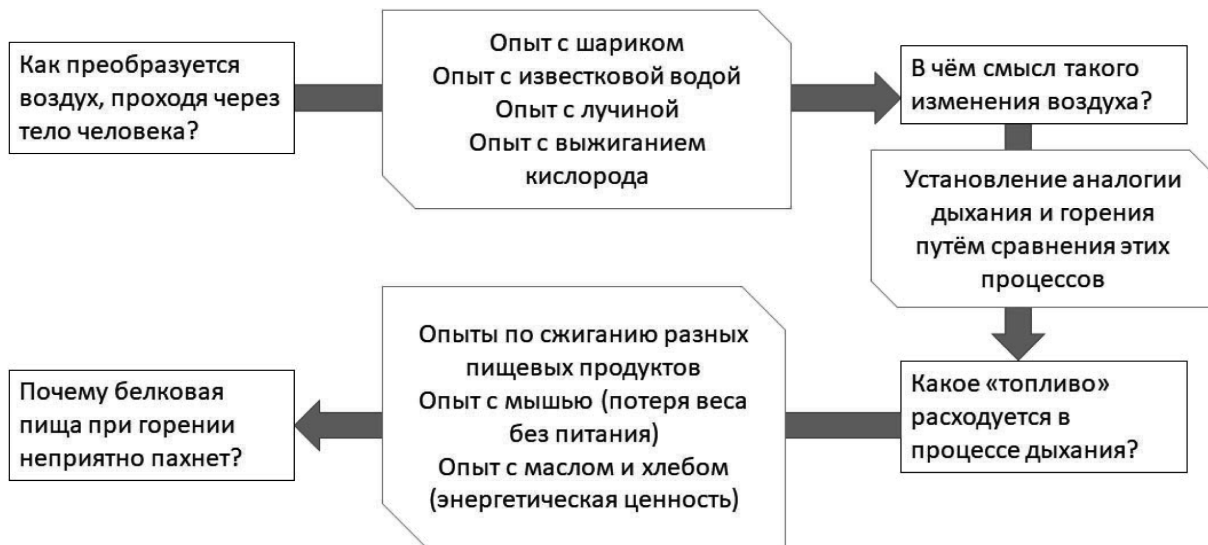 Как преобразуется
воздух, проходя через
тело человека?
Опыт с шариком
Опыт с известковой водой
Опыт с лучиной
Опыт с выжиганием
кислорода
В чём смысл такого
изменения воздуха?
Установление аналогии
дыхания и горения
путём сравнения этих
процессов
Какое «топливо»
расходуется в
процессе дыхания?
Опыты по сжиганию разных
пищевых продуктов
Опыт с мышью (потеря веса
без питания)
Опыт с маслом и хлебом
(энергетическая ценность)
Почему белковая
пища при горении
неприятно пахнет?